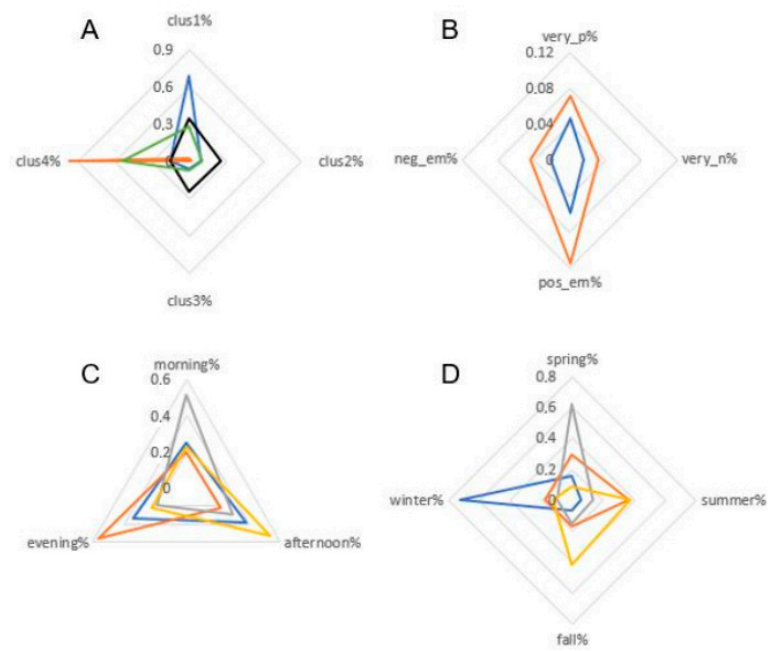 A
clus1%
0.9
0.6
0.3
0
clus4%
clus2%
clus3%
B
very_p%
0.12
0.08
0.04
0
neg_em%
very_n%
pos_em%
C
morning%
0.6
0.4
0.2
0
evening%
afternoon%
D
spring%
0.8
0.6
0.4
0.2
0
winter%
summer%
fall%